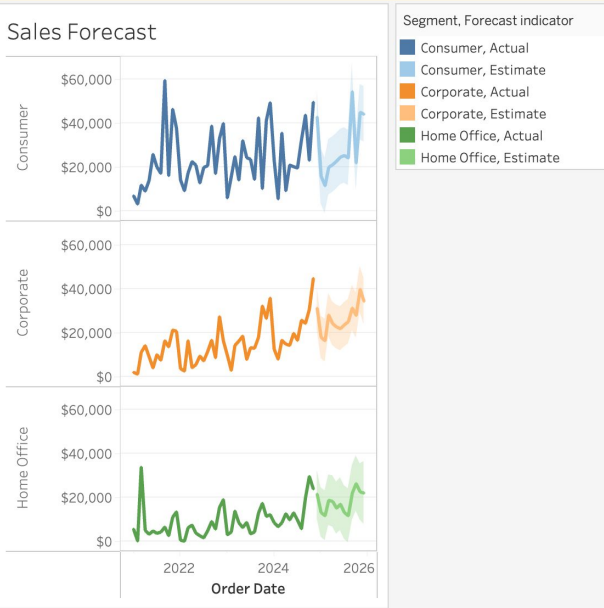 Sales Forecast
Consumer
$60,000
$40,000
$20,000
$0
Corporate
$60,000
$40,000
$20,000
$0
Home Office
$60,000
$40,000
$20,000
$0
2022
2024
2026
Order Date
Segment, Forecast indicator
Consumer, Actual
Consumer, Estimate
Corporate, Actual
Corporate, Estimate
Home Office, Actual
Home Office, Estimate